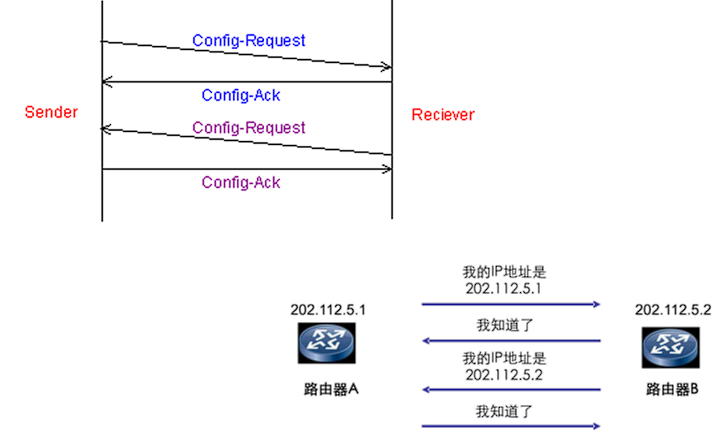 Config-Request
Config-Ack
Sender
Reciever
Config-Request
Config-Ack
我的IP地址是
202.112.5.1
202.112.5.1
202.112.5.2
我知道了
我的IP地址是
202.112.5.2
路由器A
路由器B
我知道了